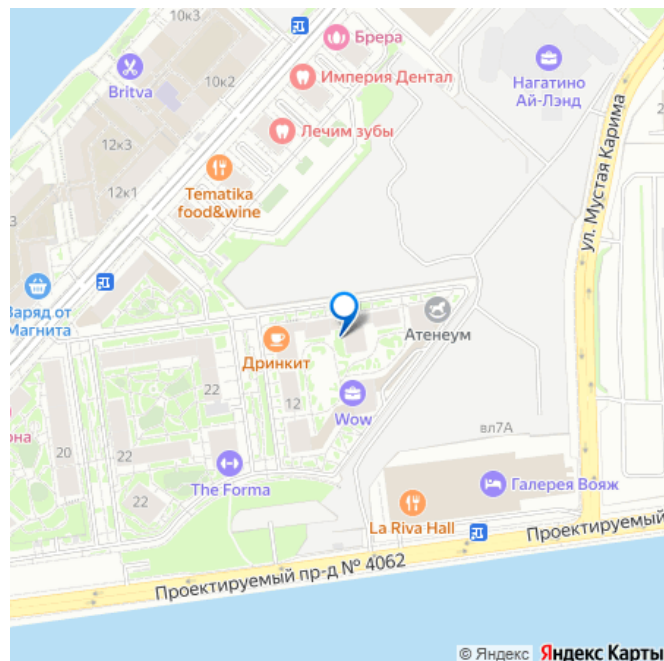 10к3
Брера
Britva
10к2
Империя Дентал
Нагатино
Ай-Лэнд
Лечим зубы
12к3
ул. Мустая Карима
12к1
Tematika
food&wine
Заряд от
Магнита
Атенеум
Дринкит
22
12
Wow
вл7А
она
20
22
The Forma
Галерея Вояж
22
La Riva Hall
Проектируемый
Проектируемый пр-д № 4062
© Яндекс Яндекс Карты